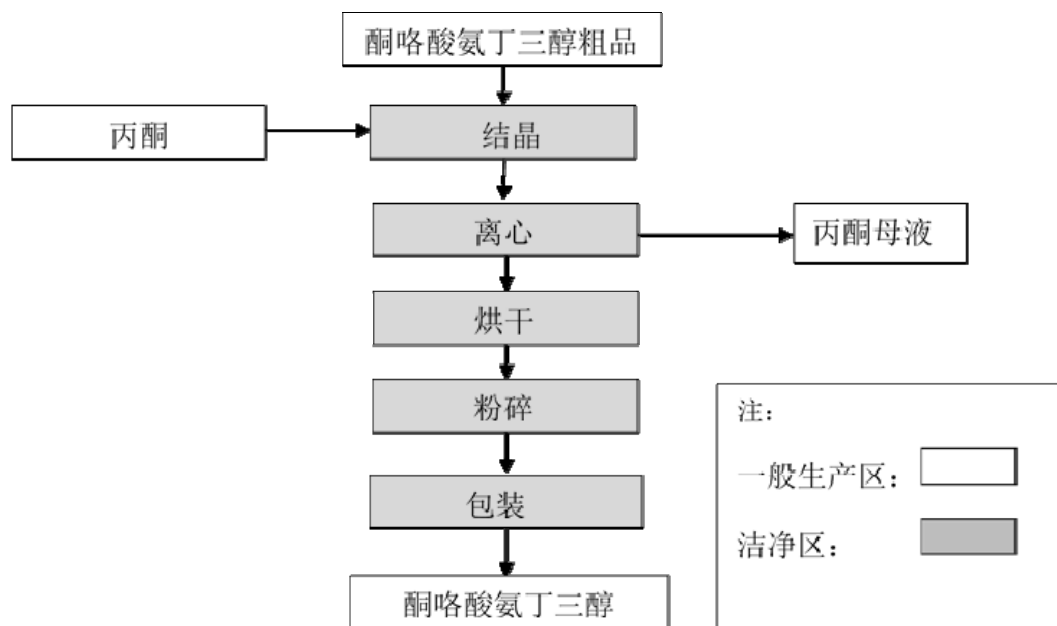 酮咯酸氨丁三醇粗品
丙酮
结晶
离心
丙酮母液
烘干
粉碎
包装
酮咯酸氨丁三醇
注：
一般生产区：
洁净区：